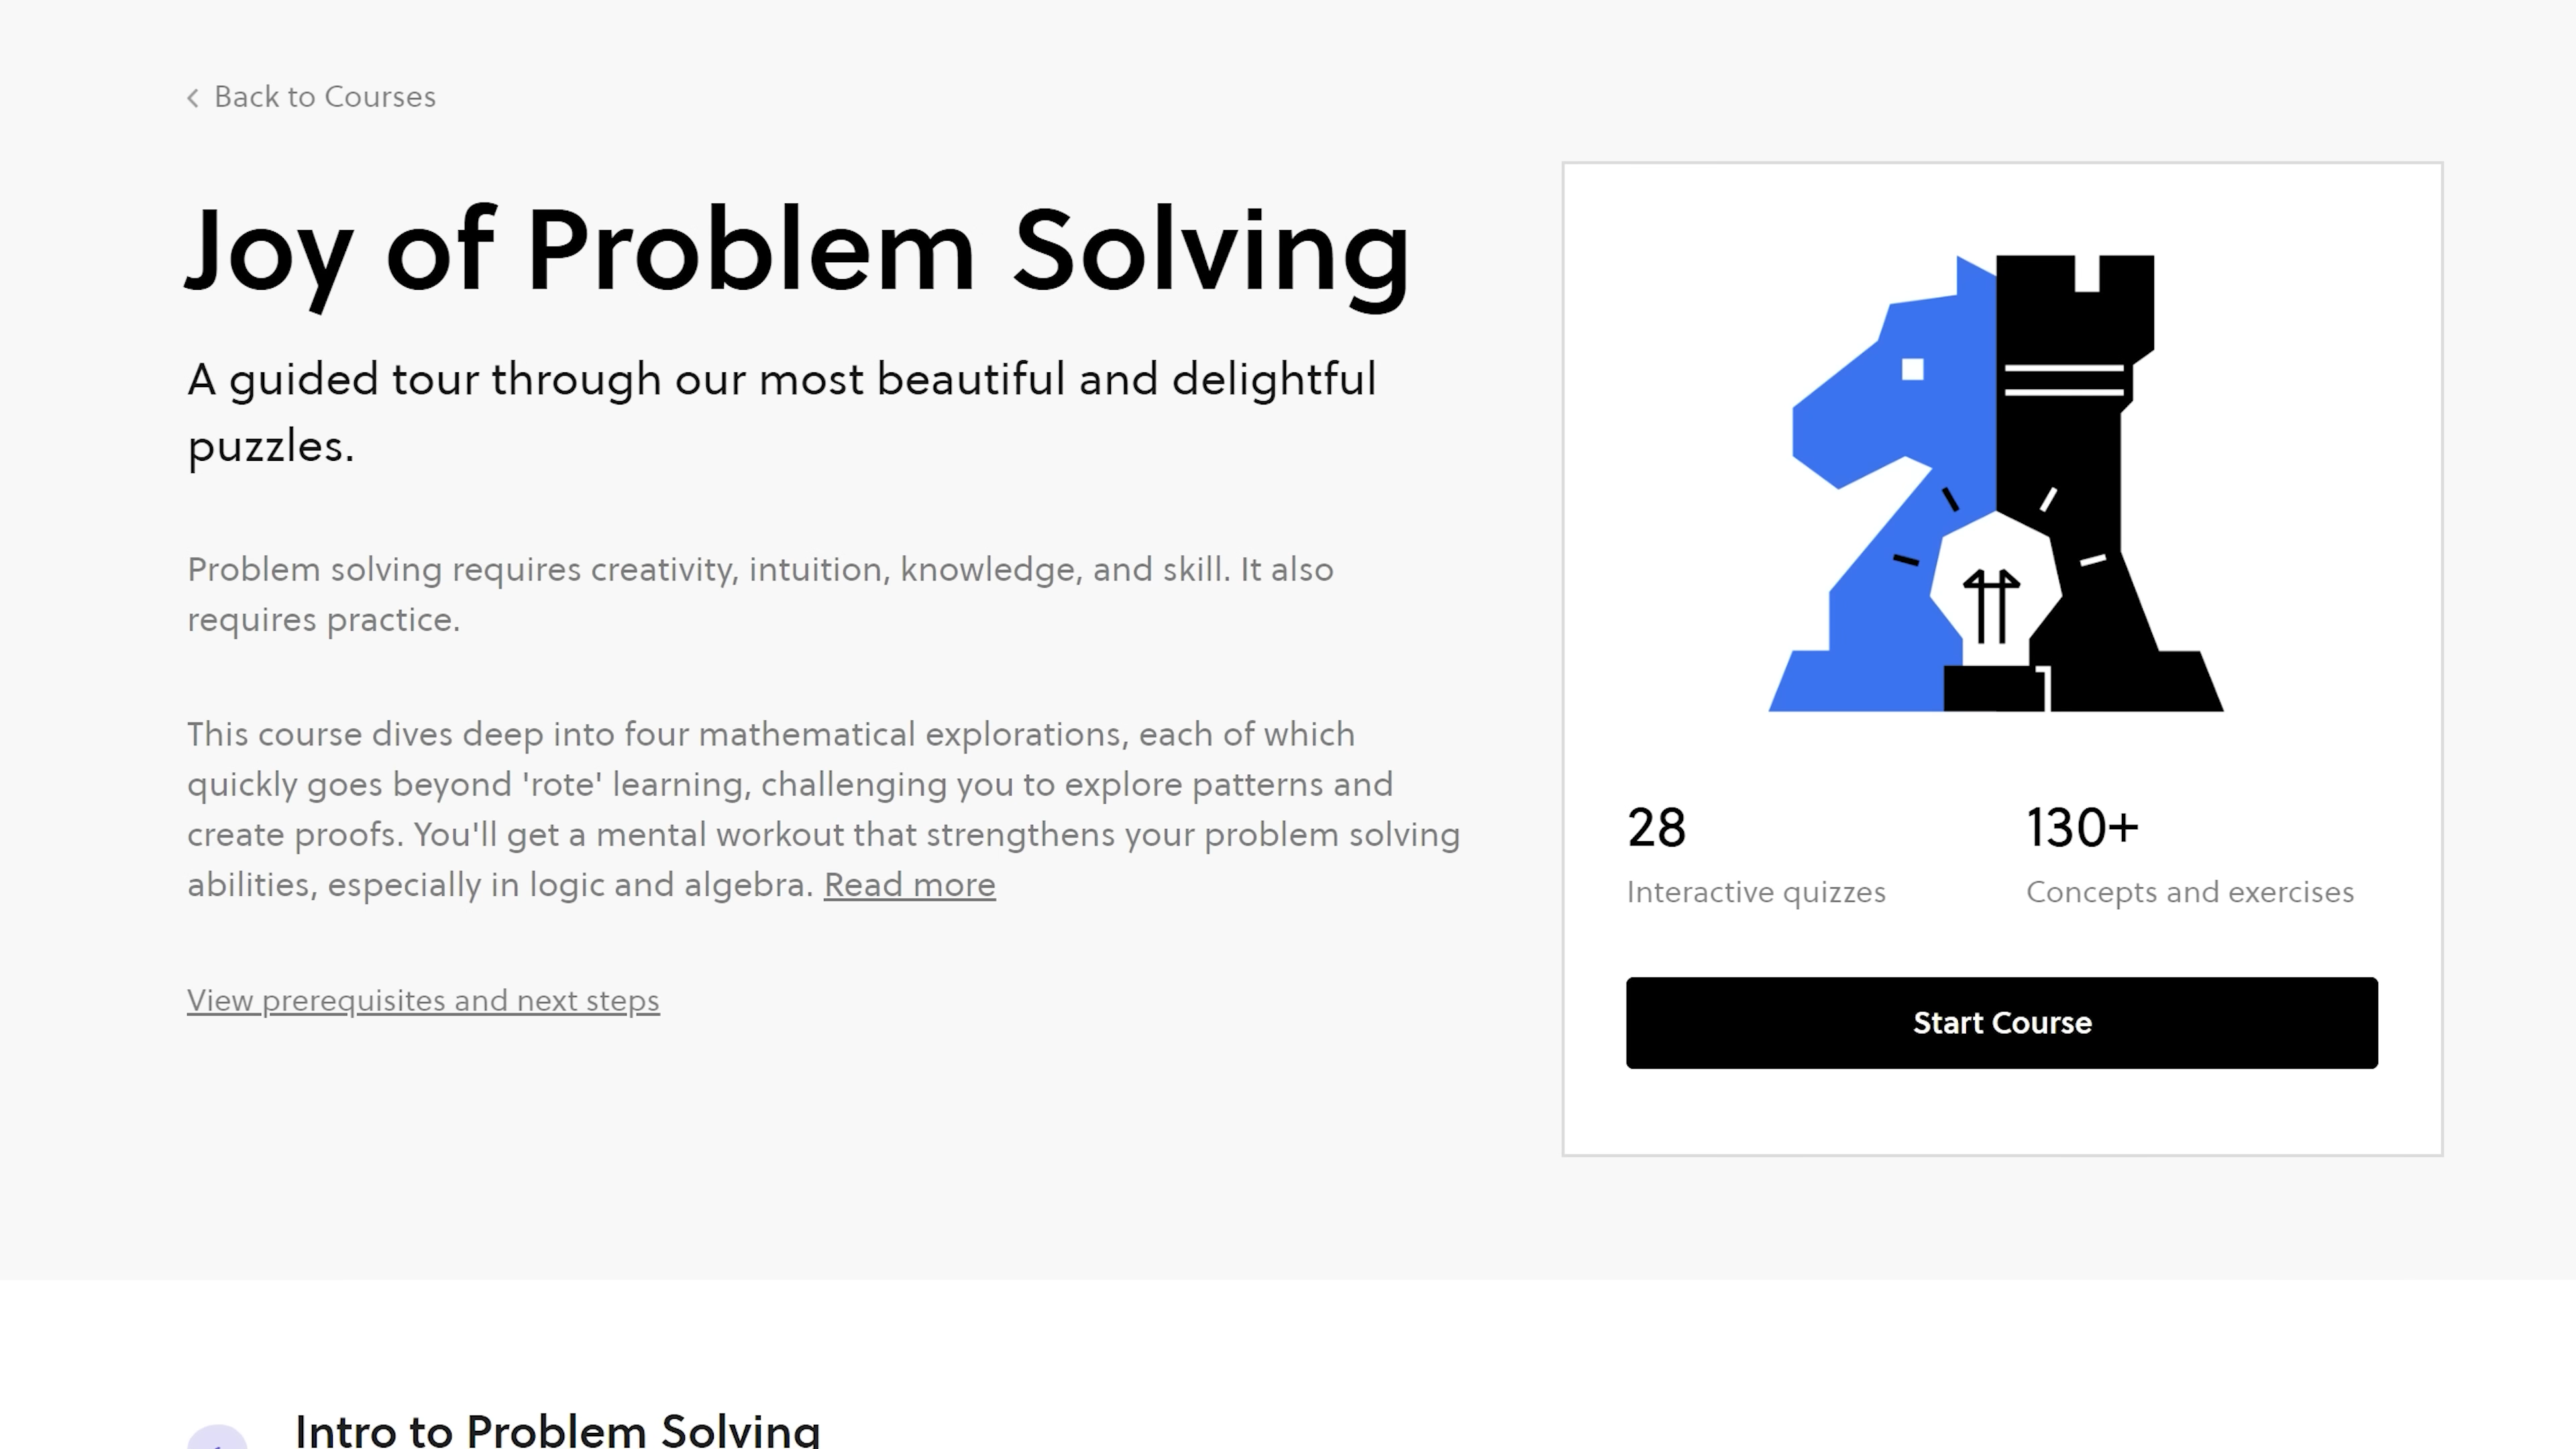 Back to Courses
Joy of Problem Solving
A guided tour through our most beautiful and delightful
puzzles.
Problem solving requires creativity, intuition, knowledge, and skill. It also
requires practice.
This course dives deep into four mathematical explorations, each of which
quickly goes beyond 'rote' learning, challenging you to explore patterns and
create proofs. You'll get a mental workout that strengthens your problem solving
abilities, especially in logic and algebra. Read more
View prerequisites and next steps
28
Interactive quizzes
130+
Concepts and exercises
Start Course
Intro to Problem Solving